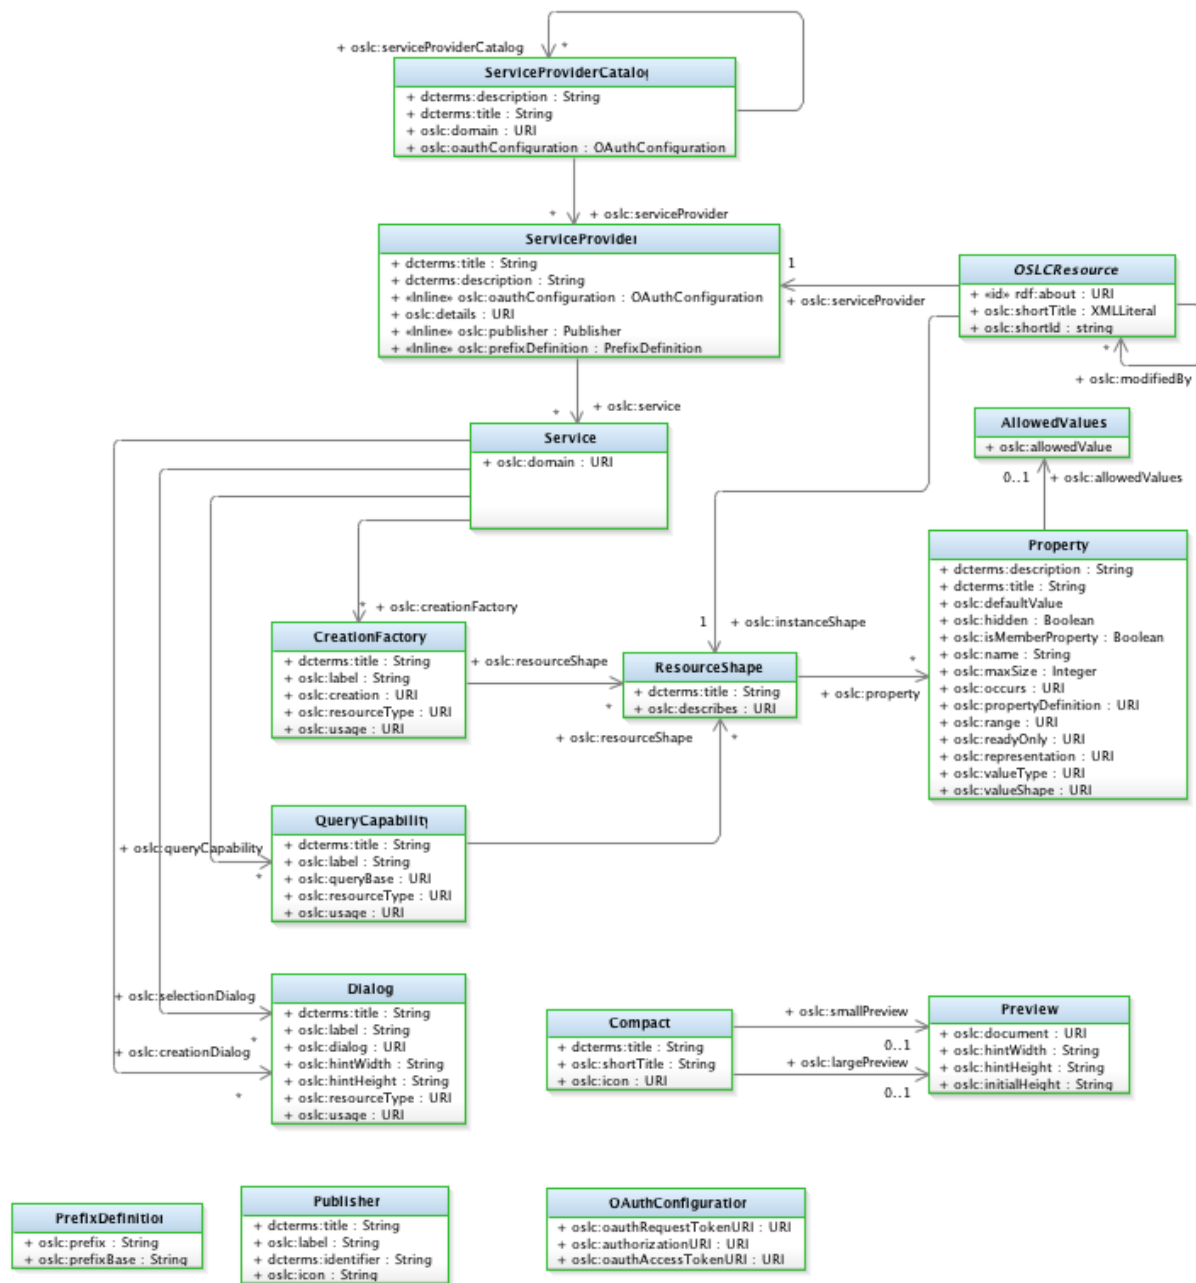 + oslc:serviceProviderCatalog
*
ServiceProviderCatalog
+ dcterms:description : String
+ dcterms:title : String
+ oslc:domain : URI
+ oslc:oauthConfiguration : OAuthConfiguration
*
+ oslc:serviceProvider
ServiceProvider
+ dcterms:title : String
+ dcterms:description : String
+ «Inline» oslc:oauthConfiguration : OAuthConfiguration
+ oslc:details : URI
+ «Inline» oslc:publisher : Publisher
+ «Inline» oslc:prefixDefinition : PrefixDefinition
1
+ oslc:serviceProvider
OSLCResource
+ «id» rdf:about : URI
+ oslc:shortTitle : XMLLiteral
+ oslc:shortId : string
*
+ oslc:modifiedBy
*
+ oslc:service
Service
+ oslc:domain : URI
AllowedValues
+ oslc:allowedValue
0..1
+ oslc:allowedValues
Property
+ dcterms:description : String
+ dcterms:title : String
+ oslc:defaultValue
+ oslc:hidden : Boolean
+ oslc:isMemberProperty : Boolean
+ oslc:name : String
+ oslc:maxSize : Integer
+ oslc:occurs : URI
+ oslc:propertyDefinition : URI
+ oslc:range : URI
+ oslc:readyOnly : URI
+ oslc:representation : URI
+ oslc:valueType : URI
+ oslc:valueShape : URI
*
+ oslc:creationFactory
CreationFactory
+ dcterms:title : String
+ oslc:label : String
+ oslc:creation : URI
+ oslc:resourceType : URI
+ oslc:usage : URI
+ oslc:resourceShape
*
1
+ oslc:instanceShape
ResourceShape
+ dcterms:title : String
+ oslc:describes : URI
*
+ oslc:property
+ oslc:resourceShape
*
QueryCapability
+ dcterms:title : String
+ oslc:label : String
+ oslc:queryBase : URI
+ oslc:resourceType : URI
+ oslc:usage : URI
+ oslc:queryCapability
*
Dialog
+ dcterms:title : String
+ oslc:label : String
+ oslc:dialog : URI
+ oslc:hintWidth : String
+ oslc:hintHeight : String
+ oslc:resourceType : URI
+ oslc:usage : URI
+ oslc:selectionDialog
*
+ oslc:creationDialog
*
Compact
+ dcterms:title : String
+ oslc:shortTitle : String
+ oslc:icon : URI
+ oslc:smallPreview
0..1
+ oslc:largePreview
0..1
Preview
+ oslc:document : URI
+ oslc:hintWidth : String
+ oslc:hintHeight : String
+ oslc:initialHeight : String
PrefixDefinition
+ oslc:prefix : String
+ oslc:prefixBase : String
Publisher
+ dcterms:title : String
+ oslc:label : String
+ dcterms:identifier : String
+ oslc:icon : String
OAuthConfiguration
+ oslc:oauthRequestTokenURI : URI
+ oslc:authorizationURI : URI
+ oslc:oauthAccessTokenURI : URI